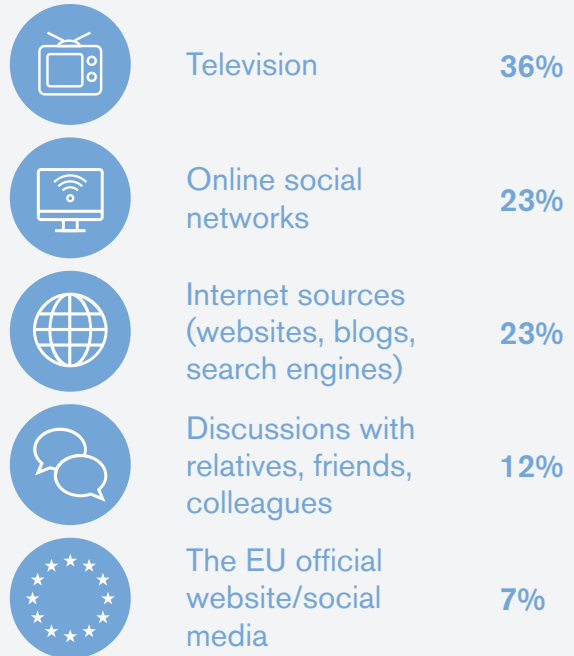 Television 36%
Online social
networks 23%
Internet sources
(websites, blogs,
search engines) 23%
Discussions with
relatives, friends,
colleagues 12%
The EU official
website/social
media 7%